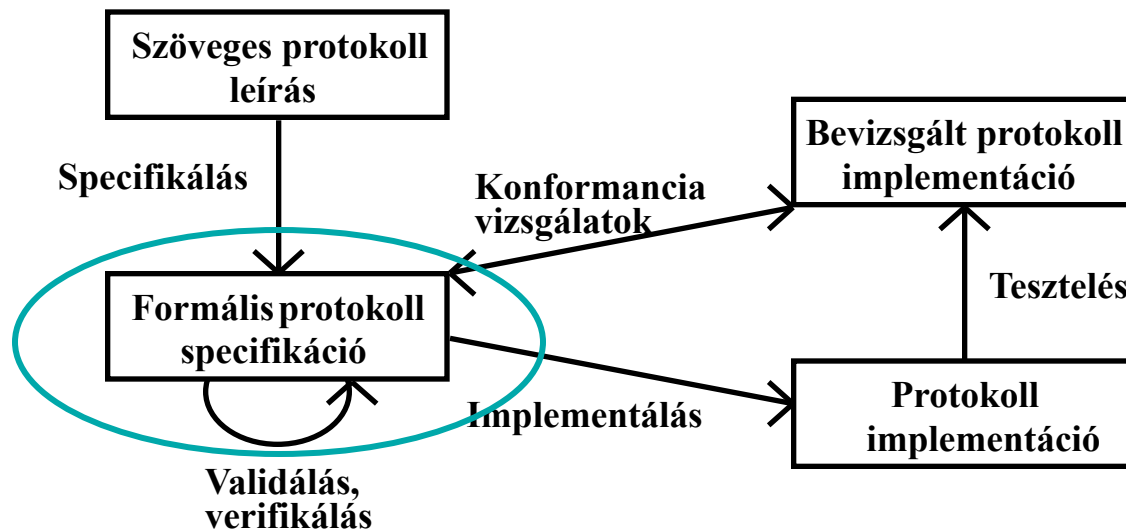 Szöveges protokoll
leírás
Specifikálás
Bevizsgált protokoll
implementáció
Konformancia
vizsgálatok
Formális protokoll
specifikáció
Tesztelés
Implementálás
Protokoll
implementáció
Validálás,
verifikálás